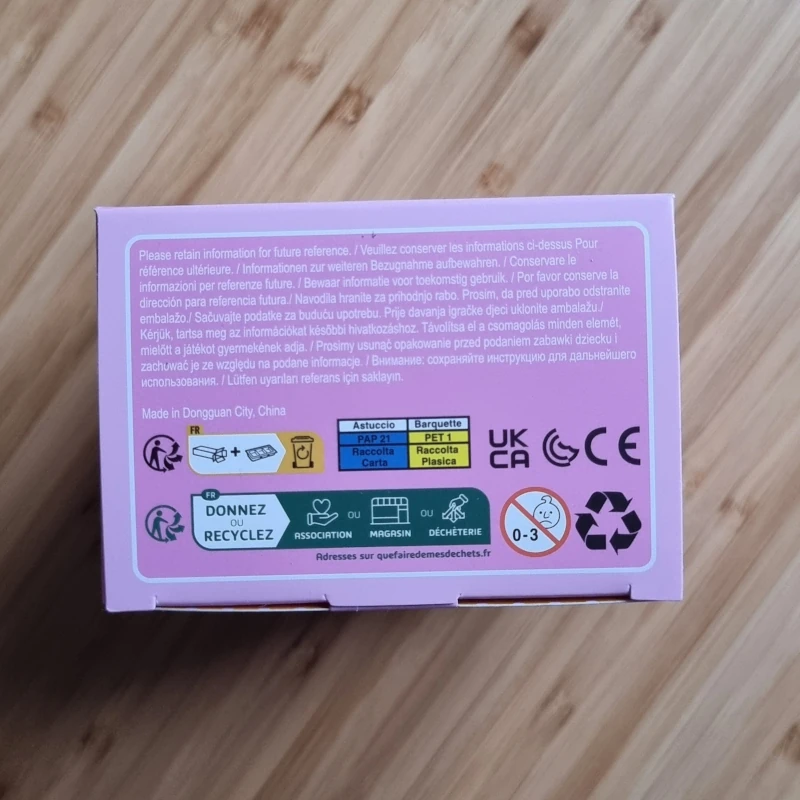 Please retain information for future reference. / Veuillez conserver les informations ci-dessus Pour
référence ultérieure. / Informationen zur weiteren Bezugnahme aufbewahren. / Conservare le
informazioni per referenze future. / Bewaar informatie voor toekomstig gebruik. / Por favor conserve la
dirección para referencia futura./ Navodila hranite za prihodnjo rabo. Prosim, da pred uporabo odstranite
embalažo./ Sačuvajte podatke za buduću upotrebu. Prije davanja igračke djeci uklonite ambalažu./
Kérjük, tartsa meg az információkat későbbi hivatkozáshoz. Távolítsa el a csomagolás minden elemét,
mielőtt a játékot gyermekének adja. / Prosimy usunąć opakowanie przed podaniem zabawki dziecku i
zachować je ze względu na podane informacje. / Внимание: сохраняйте инструкцию для дальнейшего
использования. / Lütfen uyarıları referans için saklayın.
Made in Dongguan City, China
FR
+
Astuccio Barquette
PAP 21 PET 1
Raccolta Raccolta
Carta Plasica
UK
CA
CE
FR
DONNEZ
OU
RECYCLEZ
ASSOCIATION OU MAGASIN OU DÉCHÈTERIE
Adresses sur quefairedemesdechets.fr
0-3